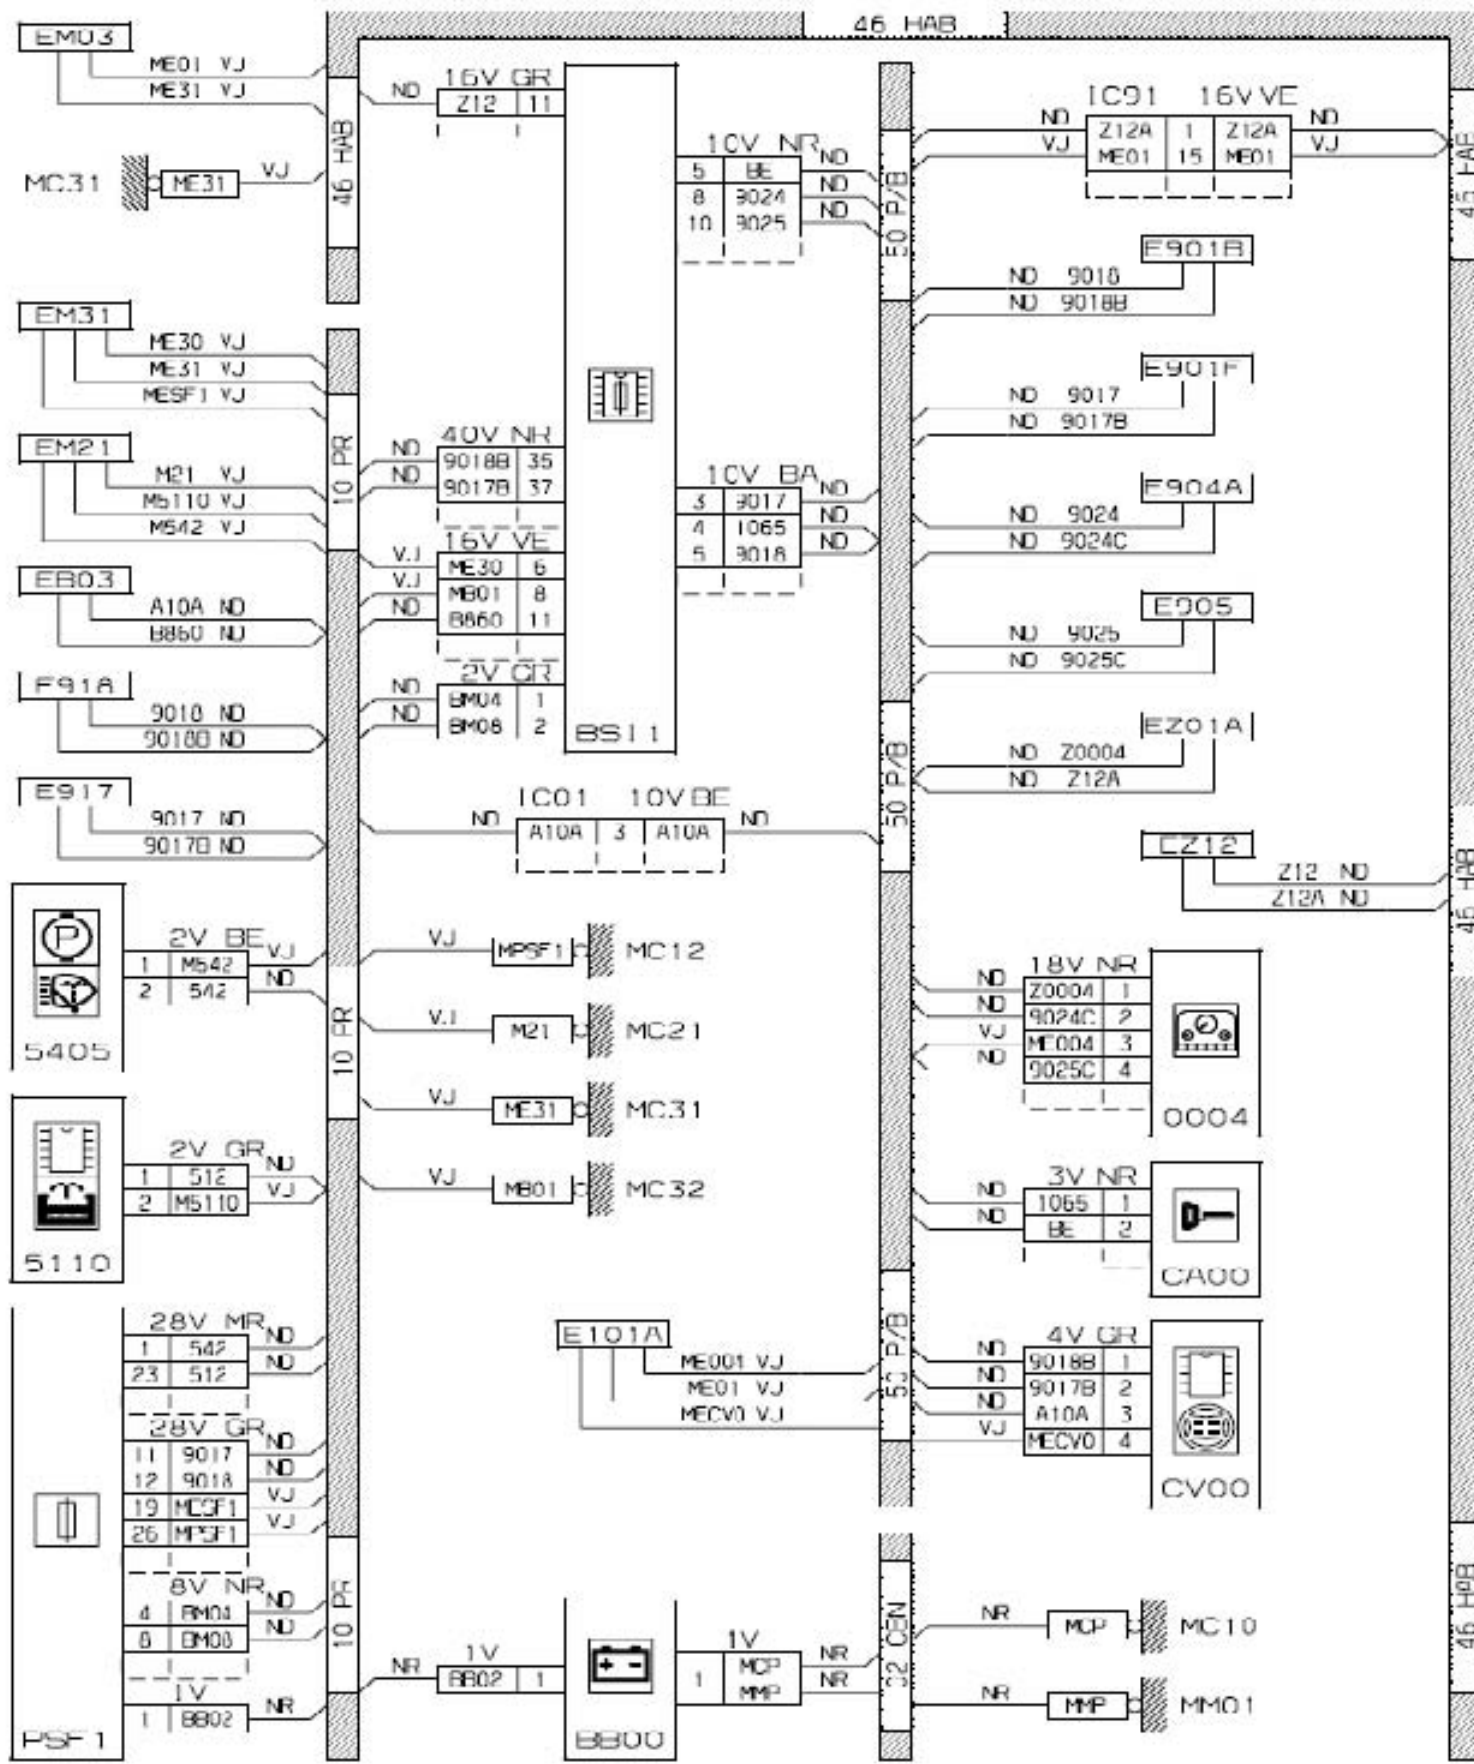 46 HAB
EM03
ME01 VJ
ME31 VJ
MC31
ME31
VJ
46 HAB
EM31
ME30 VJ
ME31 VJ
MESF1 VJ
EM21
M21 VJ
M5110 VJ
M542 VJ
10 PR
EB03
A10A ND
B860 ND
E918
9018 ND
9018B ND
E917
9017 ND
9017B ND
5405
2V BE
1 M542 VJ
2 542 ND
10 PR
5110
2V GR
1 512 ND
2 M5110 VJ
PSF1
28V MR
1 542 ND
23 512 ND
28V GR
11 9017 ND
12 9018 ND
19 MESF1 VJ
26 MPSF1 VJ
8V NR
4 BM04 ND
8 BM08 ND
1V
1 BB02 NR
10 PR
BSI1
16V GR
ND Z12 11
40V NR
ND 9018B 35
ND 9017B 37
16V VE
VJ ME30 6
VJ MB01 8
ND B860 11
2V GR
ND BM04 1
ND BM08 2
10V NR
5 BE ND
8 9024 ND
10 9025 ND
10V BA
3 9017 ND
4 1065 ND
5 9018 ND
IC01 10V BE
ND A10A 3 A10A ND
VJ MPSF1 MC12
VJ M21 MC21
VJ ME31 MC31
VJ MB01 MC32
E101A
ME001 VJ
ME01 VJ
MECV0 VJ
BB00
1V
NR BB02 1
1V
1 MCP NR
MMP NR
50 P/B
50 P/B
50 P/B
02 CEN
IC91 16V VE
ND Z12A 1 Z12A ND
VJ ME01 15 ME01 VJ
E901B
ND 9018
ND 9018B
E901F
ND 9017
ND 9017B
E904A
ND 9024
ND 9024C
E905
ND 9025
ND 9025C
EZ01A
ND Z0004
ND Z12A
EZ12
Z12 ND
Z12A ND
0004
18V NR
ND Z0004 1
ND 9024C 2
VJ ME004 3
ND 9025C 4
CA00
3V NR
ND 1065 1
ND BE 2
CV00
4V GR
ND 9018B 1
ND 9017B 2
ND A10A 3
VJ MECV0 4
NR MCP MC10
NR MMP MM01
46 HAB
46 HAB
46 HAB
P